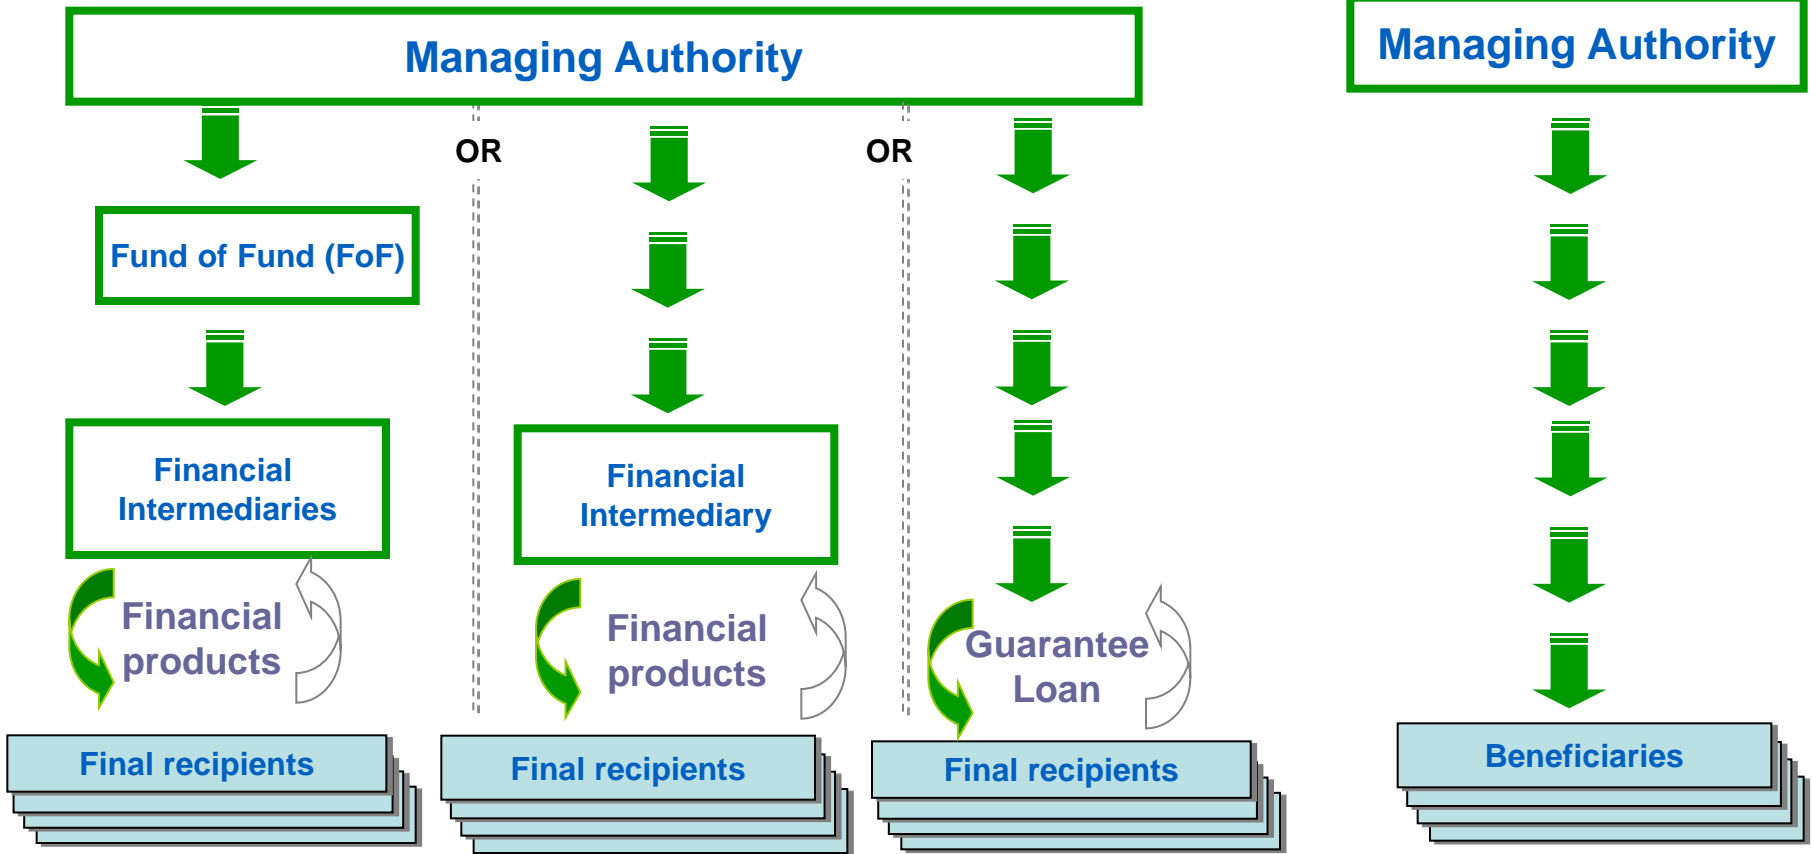 Managing Authority
Managing Authority
OR
OR
Fund of Fund (FoF)
Financial
Intermediaries
Financial
Intermediary
Financial
products
Financial
products
Guarantee
Loan
Final recipients
Final recipients
Final recipients
Beneficiaries